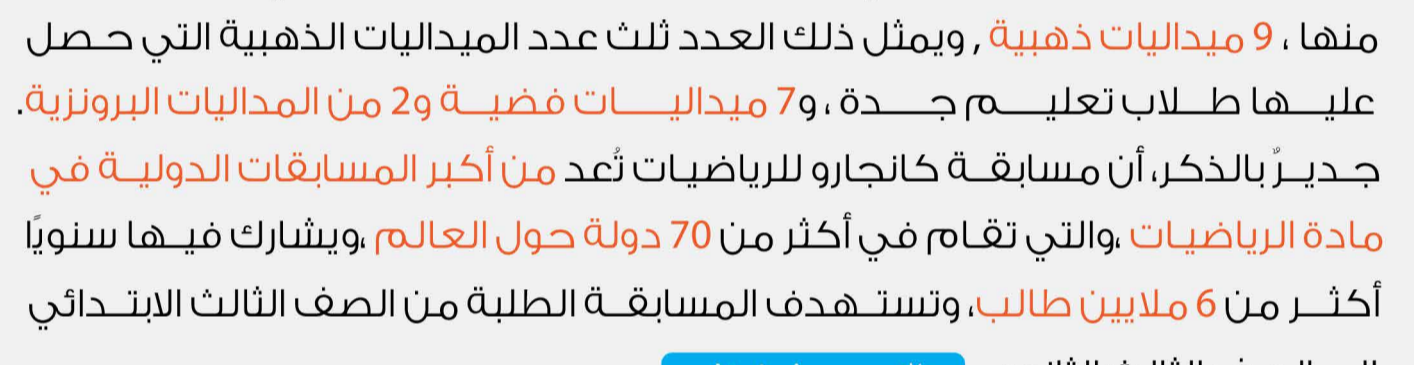 منها ، 9 ميداليات ذهبية , ويمثل ذلك العدد ثلث عدد الميداليات الذهبية التي حصل
عليها طلاب تعليم جدة ، و7 ميداليات فضية و2 من المداليات البرونزية.
جديرٌ بالذكر، أن مسابقة كانجارو للرياضيات تُعد من أكبر المسابقات الدولية في
مادة الرياضيات ،والتي تقام في أكثر من 70 دولة حول العالم ،ويشارك فيها سنويًا
أكثر من 6 ملايين طالب، وتستهدف المسابقة الطلبة من الصف الثالث الابتدائي